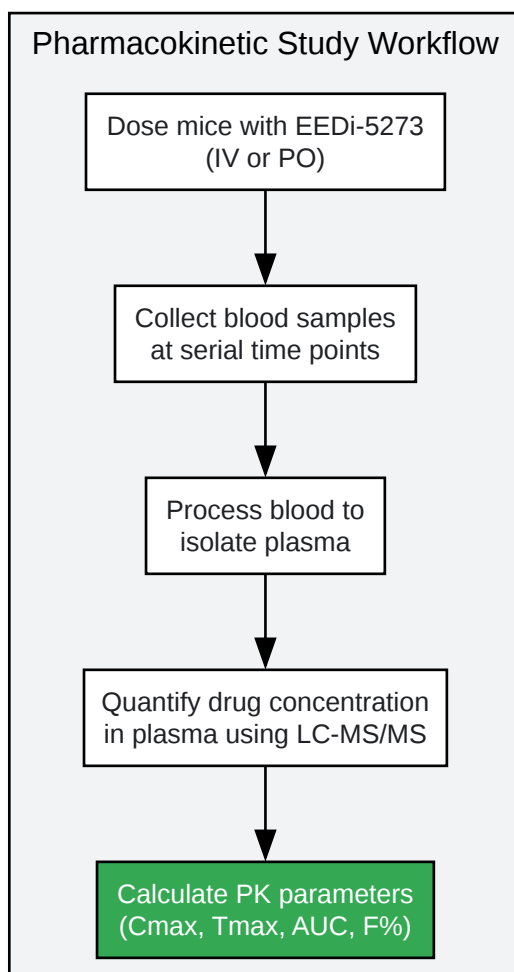 Pharmacokinetic Study Workflow
Dose mice with EEDi-5273
(IV or PO)
Collect blood samples
at serial time points
Process blood to
isolate plasma
Quantify drug concentration
in plasma using LC-MS/MS
Calculate PK parameters
(Cmax, Tmax, AUC, F%)